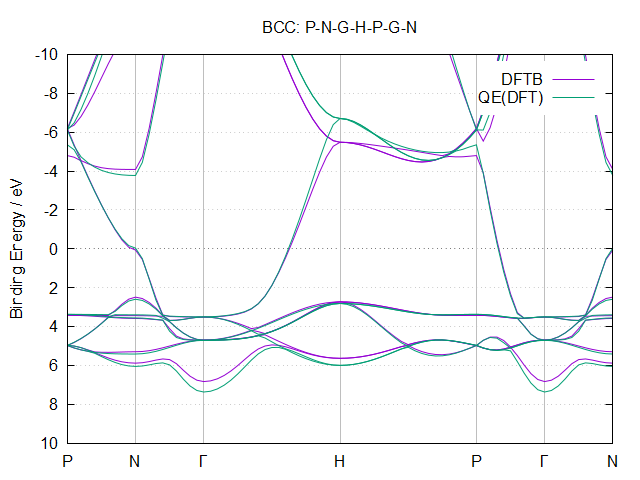 BCC: P-N-G-H-P-G-N
-10
-8
-6
-4
-2
0
2
4
6
8
10
Binding Energy / eV
DFTB
QE(DFT)
P N Γ H P Γ N